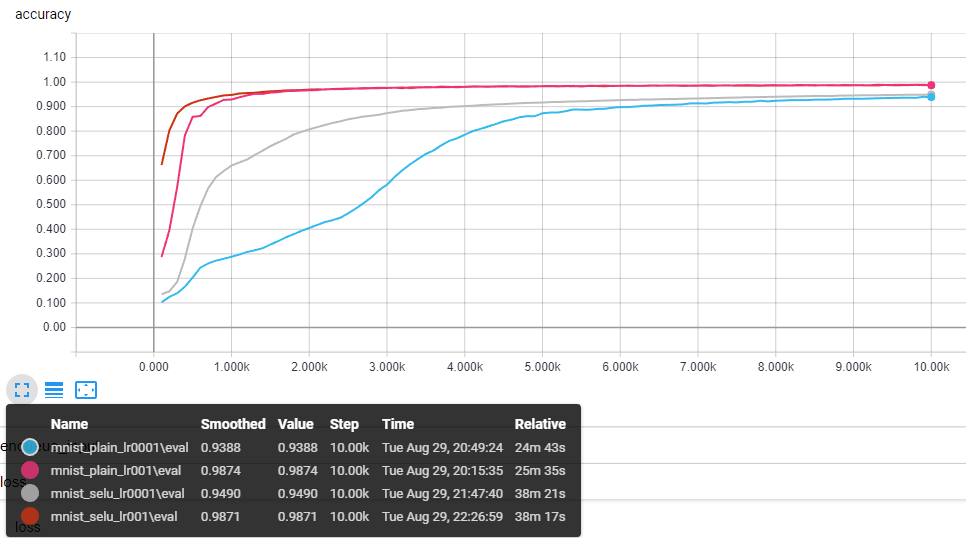 accuracy
1.10
1.00
0.900
0.800
0.700
0.600
0.500
0.400
0.300
0.200
0.100
0.00
0.000 1.000k 2.000k 3.000k 4.000k 5.000k 6.000k 7.000k 8.000k 9.000k 10.00k
Name Smoothed Value Step Time Relative
mnist_plain_lr0001\eval 0.9388 0.9388 10.00k Tue Aug 29, 20:49:24 24m 43s
mnist_plain_lr001\eval 0.9874 0.9874 10.00k Tue Aug 29, 20:15:35 25m 35s
mnist_selu_lr0001\eval 0.9490 0.9490 10.00k Tue Aug 29, 21:47:40 38m 21s
mnist_selu_lr001\eval 0.9871 0.9871 10.00k Tue Aug 29, 22:26:59 38m 17s
loss
loss